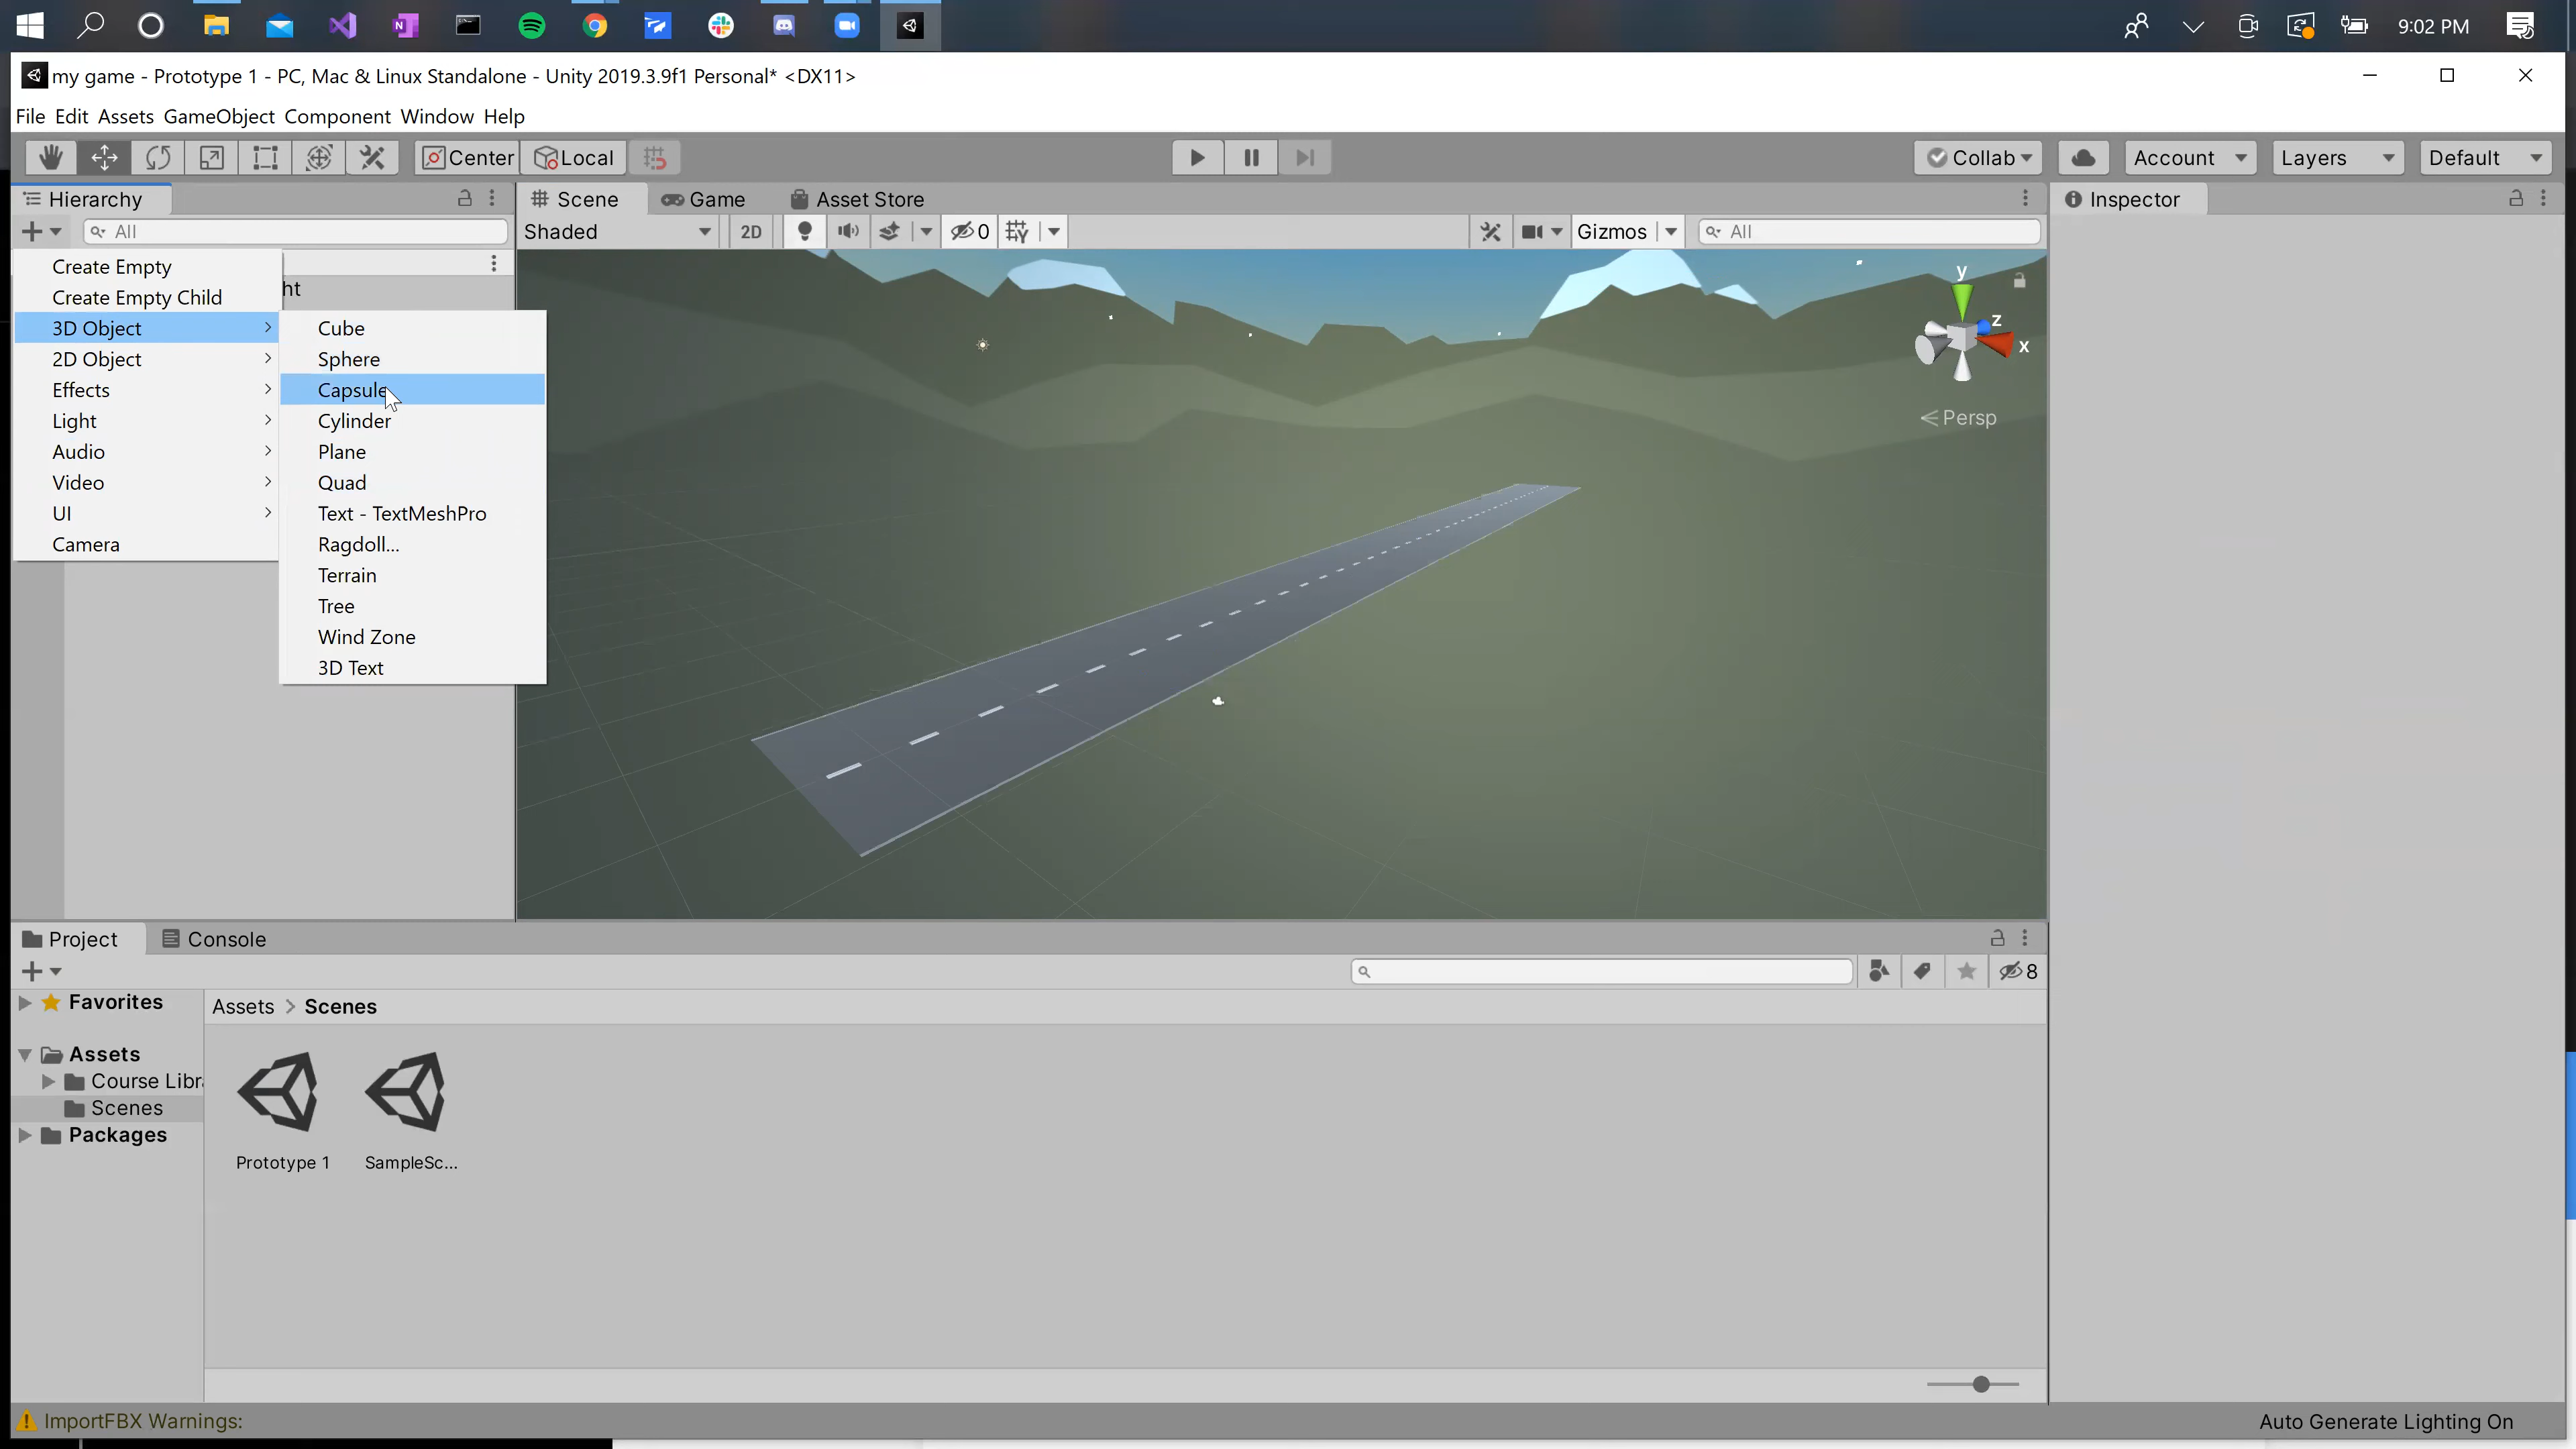 9:02 PM
my game - Prototype 1 - PC, Mac & Linux Standalone - Unity 2019.3.9f1 Personal* <DX11>
File Edit Assets GameObject Component Window Help
Center Local Collab Account Layers Default
Hierarchy
All
Create Empty
Create Empty Child
3D Object
2D Object
Effects
Light
Audio
Video
UI
Camera
ht
Cube
Sphere
Capsule
Cylinder
Plane
Quad
Text - TextMeshPro
Ragdoll...
Terrain
Tree
Wind Zone
3D Text
Scene Game Asset Store
Shaded 2D 0 Gizmos All
y
z
x
Persp
Inspector
Project Console
8
Favorites
Assets
Course Libr
Scenes
Packages
Assets > Scenes
Prototype 1 SampleSc...
ImportFBX Warnings:
Auto Generate Lighting On